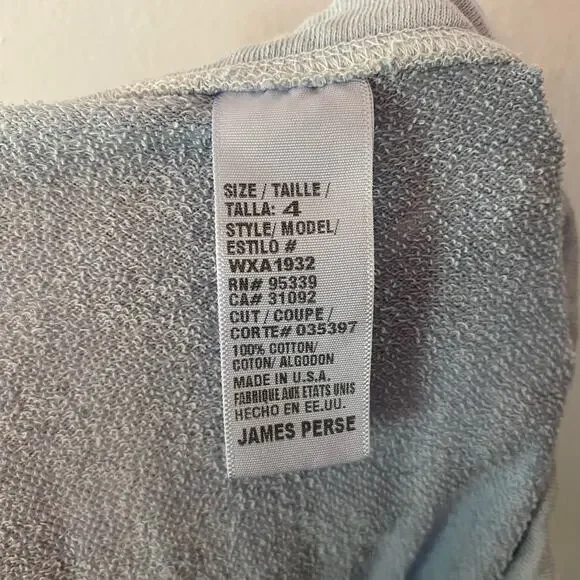 SIZE / TAILLE /
TALLA: 4
STYLE/ MODEL/
ESTILO #
WXA1932
RN# 95339
CA# 31092
CUT / COUPE /
CORTE# 035397
100% COTTON/
COTON/ ALGODON
MADE IN U.S.A.
FABRIQUE AUX ETATS UNIS
HECHO EN EE.UU.
JAMES PERSE